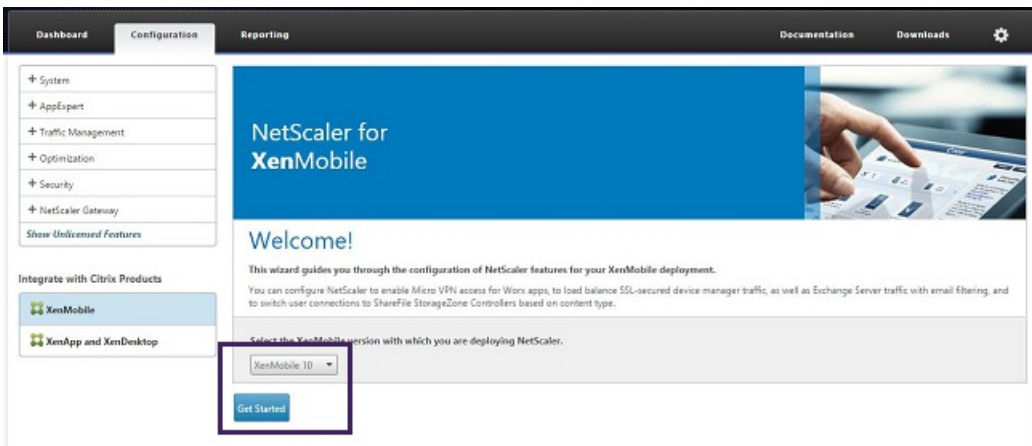 Dashboard Configuration Reporting Documentation Downloads
+ System
+ AppExpert
+ Traffic Management
+ Optimization
+ Security
+ NetScaler Gateway
Show Unlicensed Features
Integrate with Citrix Products
XenMobile
XenApp and XenDesktop
NetScaler for
XenMobile
Welcome!
This wizard guides you through the configuration of NetScaler features for your XenMobile deployment.
You can configure NetScaler to enable Micro VPN access for Worx apps, to load balance SSL-secured device manager traffic, as well as Exchange Server traffic with email filtering, and
to switch user connections to ShareFile StorageZone Controllers based on content type.
Select the XenMobile version with which you are deploying NetScaler.
XenMobile 10
Get Started